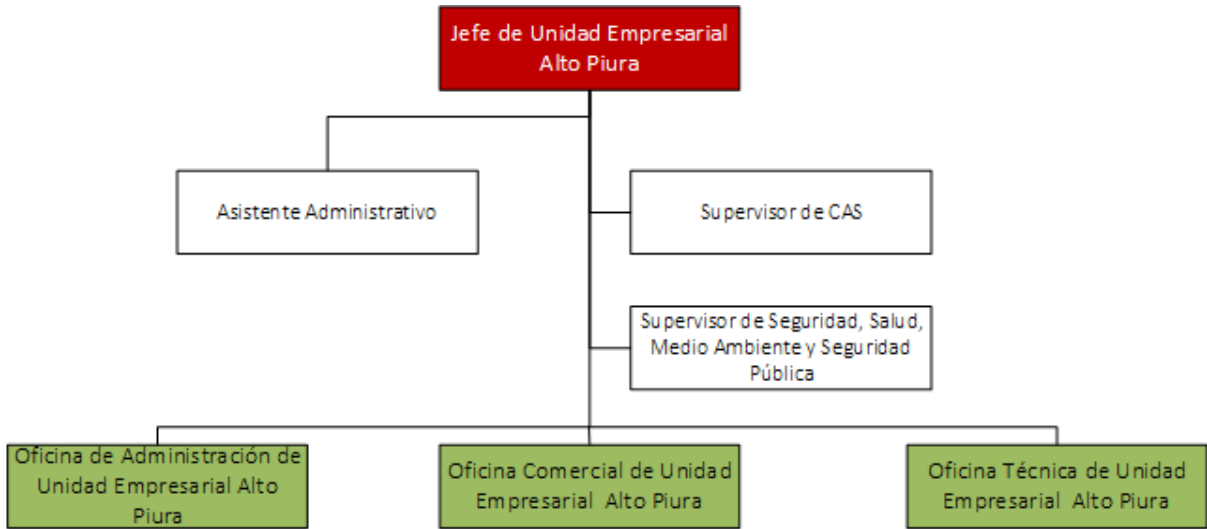 Jefe de Unidad Empresarial
Alto Piura
Asistente Administrativo
Supervisor de CAS
Supervisor de Seguridad, Salud,
Medio Ambiente y Seguridad
Pública
Oficina de Administración de
Unidad Empresarial Alto
Piura
Oficina Comercial de Unidad
Empresarial Alto Piura
Oficina Técnica de Unidad
Empresarial Alto Piura